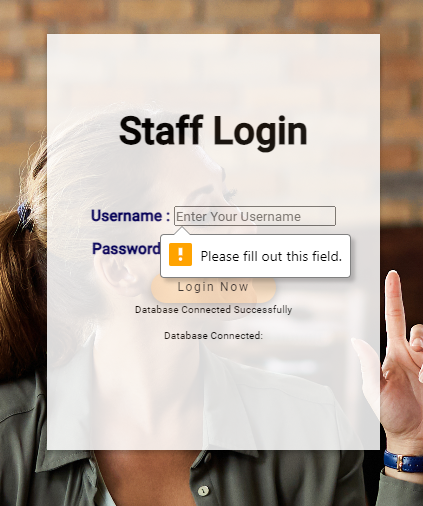 Staff Login
Username : Enter Your Username
Password
Please fill out this field.
Login Now
Database Connected Successfully
Database Connected: